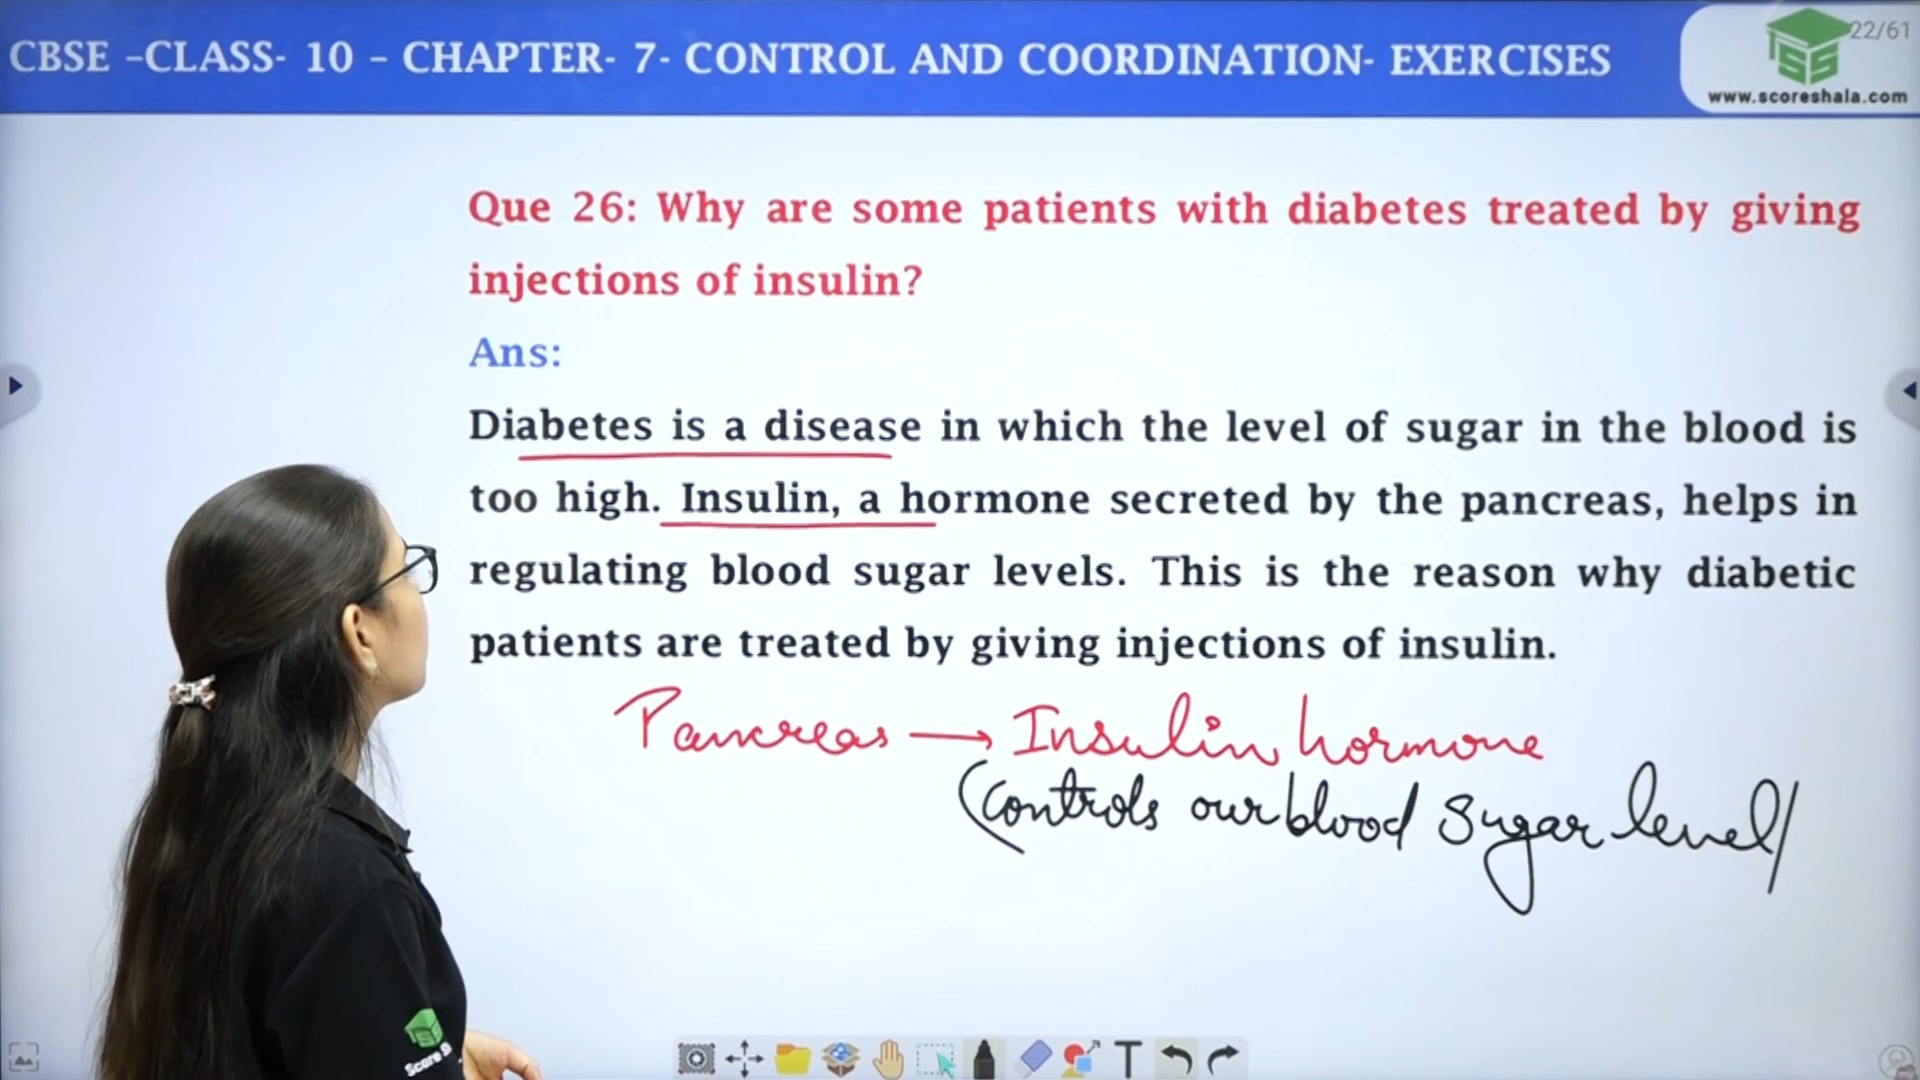 CBSE –CLASS- 10 – CHAPTER- 7- CONTROL AND COORDINATION- EXERCISES
22/61
www.scoreshala.com
Que 26: Why are some patients with diabetes treated by giving
injections of insulin?
Ans:
Diabetes is a disease in which the level of sugar in the blood is
too high. Insulin, a hormone secreted by the pancreas, helps in
regulating blood sugar levels. This is the reason why diabetic
patients are treated by giving injections of insulin.
Pancreas → Insulin hormone
(Controls our blood sugar level)
Score
T